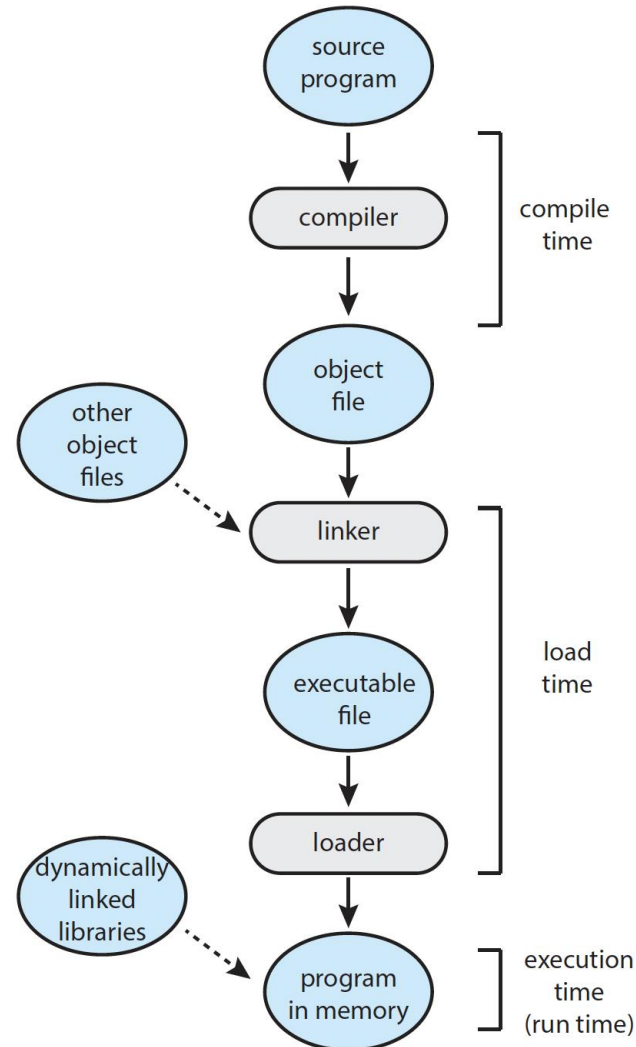 source
program
compiler
compile
time
object
file
other
object
files
linker
load
time
executable
file
loader
dynamically
linked
libraries
program
in memory
execution
time
(run time)